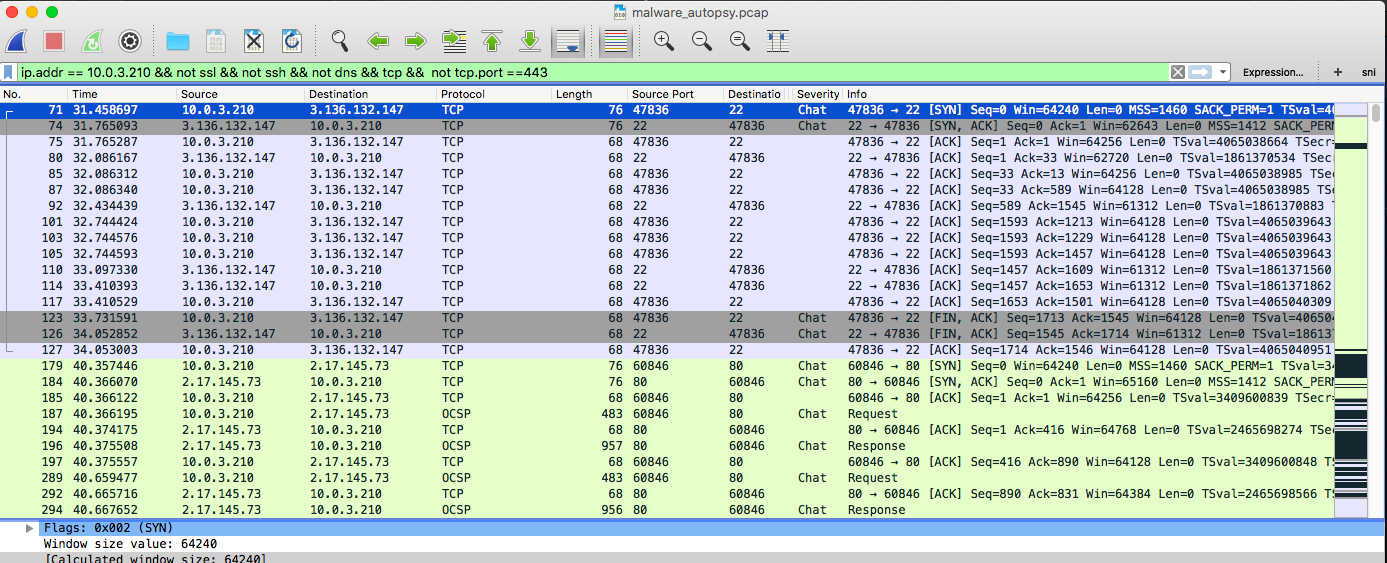 malware_autopsy.pcap
ip.addr == 10.0.3.210 && not ssl && not ssh && not dns && tcp && not tcp.port ==443 Expression... + sni
No. Time Source Destination Protocol Length Source Port Destinatio Severity Info
71 31.458697 10.0.3.210 3.136.132.147 TCP 76 47836 22 Chat 47836 → 22 [SYN] Seq=0 Win=64240 Len=0 MSS=1460 SACK_PERM=1 TSval=40
74 31.765093 3.136.132.147 10.0.3.210 TCP 76 22 47836 Chat 22 → 47836 [SYN, ACK] Seq=0 Ack=1 Win=62643 Len=0 MSS=1412 SACK_PERM
75 31.765287 10.0.3.210 3.136.132.147 TCP 68 47836 22 47836 → 22 [ACK] Seq=1 Ack=1 Win=64256 Len=0 TSval=4065038664 TSecr=
80 32.086167 3.136.132.147 10.0.3.210 TCP 68 22 47836 22 → 47836 [ACK] Seq=1 Ack=33 Win=62720 Len=0 TSval=1861370534 TSecr
85 32.086312 10.0.3.210 3.136.132.147 TCP 68 47836 22 47836 → 22 [ACK] Seq=33 Ack=13 Win=64256 Len=0 TSval=4065038985 TSe
87 32.086340 10.0.3.210 3.136.132.147 TCP 68 47836 22 47836 → 22 [ACK] Seq=33 Ack=589 Win=64128 Len=0 TSval=4065038985 TS
92 32.434439 3.136.132.147 10.0.3.210 TCP 68 22 47836 22 → 47836 [ACK] Seq=589 Ack=1545 Win=61312 Len=0 TSval=1861370883 TS
101 32.744424 10.0.3.210 3.136.132.147 TCP 68 47836 22 47836 → 22 [ACK] Seq=1593 Ack=1213 Win=64128 Len=0 TSval=4065039643
103 32.744576 10.0.3.210 3.136.132.147 TCP 68 47836 22 47836 → 22 [ACK] Seq=1593 Ack=1229 Win=64128 Len=0 TSval=4065039643
105 32.744593 10.0.3.210 3.136.132.147 TCP 68 47836 22 47836 → 22 [ACK] Seq=1593 Ack=1457 Win=64128 Len=0 TSval=4065039643
110 33.097330 3.136.132.147 10.0.3.210 TCP 68 22 47836 22 → 47836 [ACK] Seq=1457 Ack=1609 Win=61312 Len=0 TSval=1861371560
114 33.410393 3.136.132.147 10.0.3.210 TCP 68 22 47836 22 → 47836 [ACK] Seq=1457 Ack=1653 Win=61312 Len=0 TSval=1861371862
117 33.410529 10.0.3.210 3.136.132.147 TCP 68 47836 22 47836 → 22 [ACK] Seq=1653 Ack=1501 Win=64128 Len=0 TSval=4065040309
123 33.731591 10.0.3.210 3.136.132.147 TCP 68 47836 22 Chat 47836 → 22 [FIN, ACK] Seq=1713 Ack=1545 Win=64128 Len=0 TSval=40650
126 34.052852 3.136.132.147 10.0.3.210 TCP 68 22 47836 Chat 22 → 47836 [FIN, ACK] Seq=1545 Ack=1714 Win=61312 Len=0 TSval=18613
127 34.053003 10.0.3.210 3.136.132.147 TCP 68 47836 22 47836 → 22 [ACK] Seq=1714 Ack=1546 Win=64128 Len=0 TSval=4065040951
179 40.357446 10.0.3.210 2.17.145.73 TCP 76 60846 80 Chat 60846 → 80 [SYN] Seq=0 Win=64240 Len=0 MSS=1460 SACK_PERM=1 TSval=34
184 40.366070 2.17.145.73 10.0.3.210 TCP 76 80 60846 Chat 80 → 60846 [SYN, ACK] Seq=0 Ack=1 Win=65160 Len=0 MSS=1412 SACK_PERM
185 40.366122 10.0.3.210 2.17.145.73 TCP 68 60846 80 60846 → 80 [ACK] Seq=1 Ack=1 Win=64256 Len=0 TSval=3409600839 TSecr=
187 40.366195 10.0.3.210 2.17.145.73 OCSP 483 60846 80 Chat Request
194 40.374175 2.17.145.73 10.0.3.210 TCP 68 80 60846 80 → 60846 [ACK] Seq=1 Ack=416 Win=64768 Len=0 TSval=2465698274 TSec
196 40.375508 2.17.145.73 10.0.3.210 OCSP 957 80 60846 Chat Response
197 40.375557 10.0.3.210 2.17.145.73 TCP 68 60846 80 60846 → 80 [ACK] Seq=416 Ack=890 Win=64128 Len=0 TSval=3409600848 TS
289 40.659477 10.0.3.210 2.17.145.73 OCSP 483 60846 80 Chat Request
292 40.665716 2.17.145.73 10.0.3.210 TCP 68 80 60846 80 → 60846 [ACK] Seq=890 Ack=831 Win=64384 Len=0 TSval=2465698566 TS
294 40.667652 2.17.145.73 10.0.3.210 OCSP 956 80 60846 Chat Response
Flags: 0x002 (SYN)
Window size value: 64240
[Calculated window size: 64240]